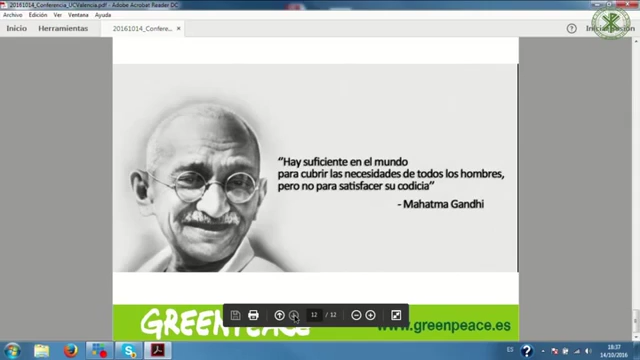 20161014_Conferencia_UCValencia.pdf - Adobe Acrobat Reader DC
Archivo Edición Ver Ventana Ayuda
Inicio Herramientas 20161014_Confere... × Iniciar sesión
“Hay suficiente en el mundo
para cubrir las necesidades de todos los hombres,
pero no para satisfacer su codicia”
- Mahatma Gandhi
12 / 12
GREENPEACE www.greenpeace.es
ES 18:37
14/10/2016